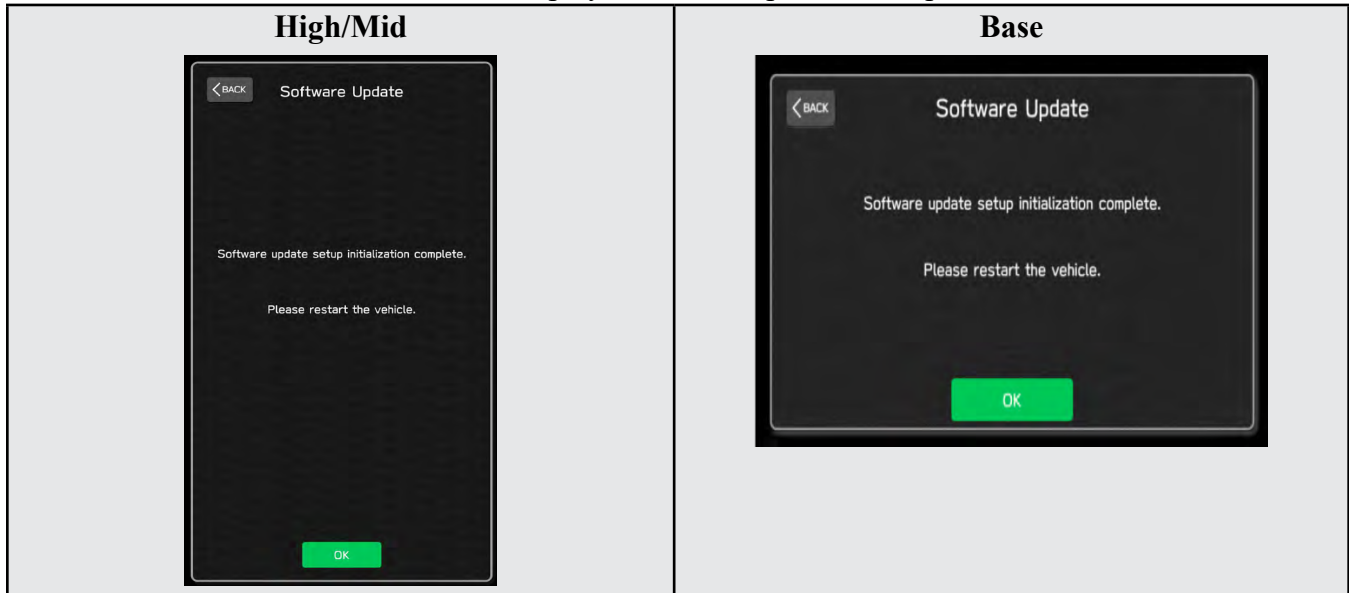 High/Mid
BACK
Software Update
Software update setup initialization complete.
Please restart the vehicle.
OK
Base
BACK
Software Update
Software update setup initialization complete.
Please restart the vehicle.
OK